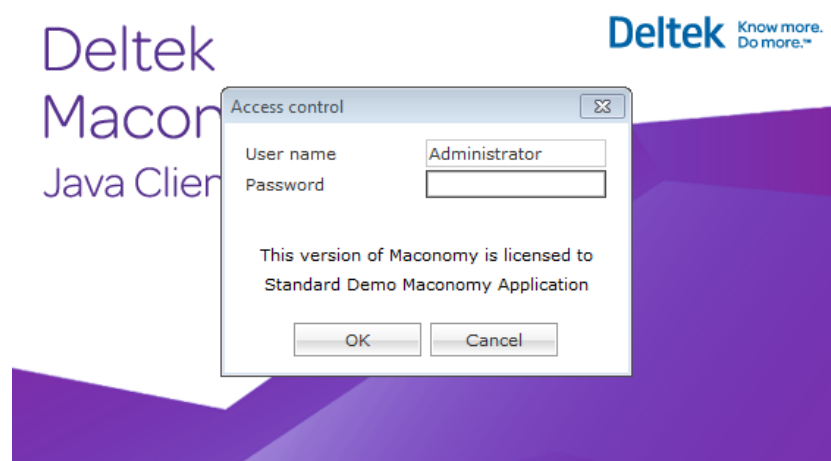 Deltek
Know more.
Do more.™
Deltek
Macon
Java Clien
Access control
User name Administrator
Password
This version of Maconomy is licensed to
Standard Demo Maconomy Application
OK Cancel